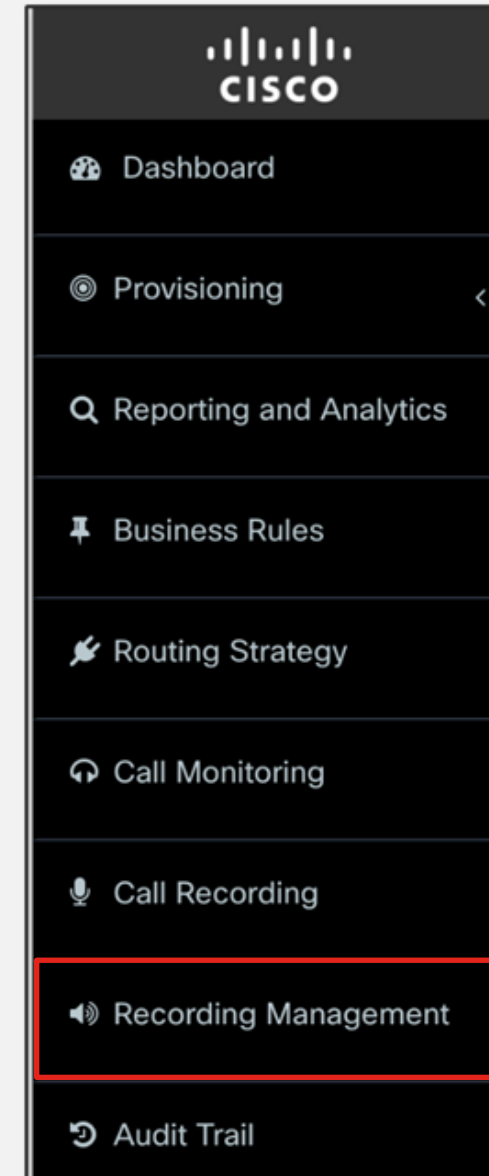 CISCO
Dashboard
Provisioning
Reporting and Analytics
Business Rules
Routing Strategy
Call Monitoring
Call Recording
Recording Management
Audit Trail